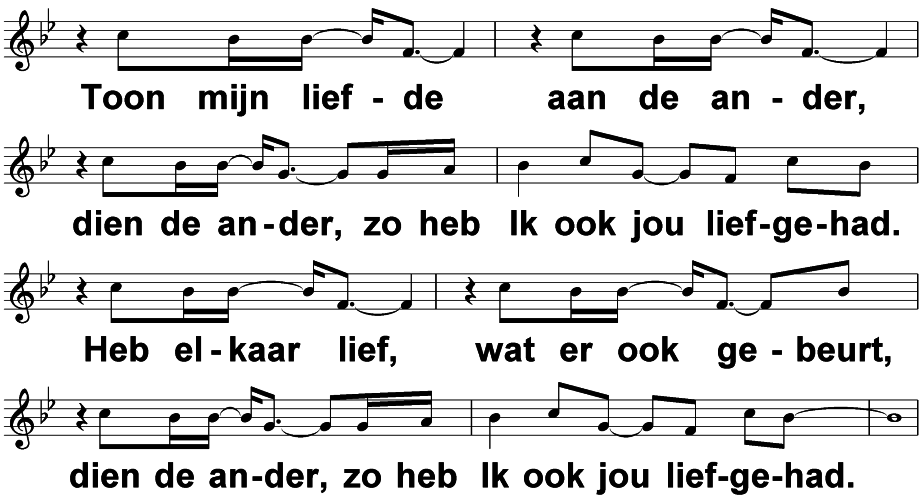 Toon mijn lief - de aan de an - der,
dien de an-der, zo heb Ik ook jou lief-ge-had.
Heb el-kaar lief, wat er ook ge-beurt,
dien de an-der, zo heb Ik ook jou lief-ge-had.